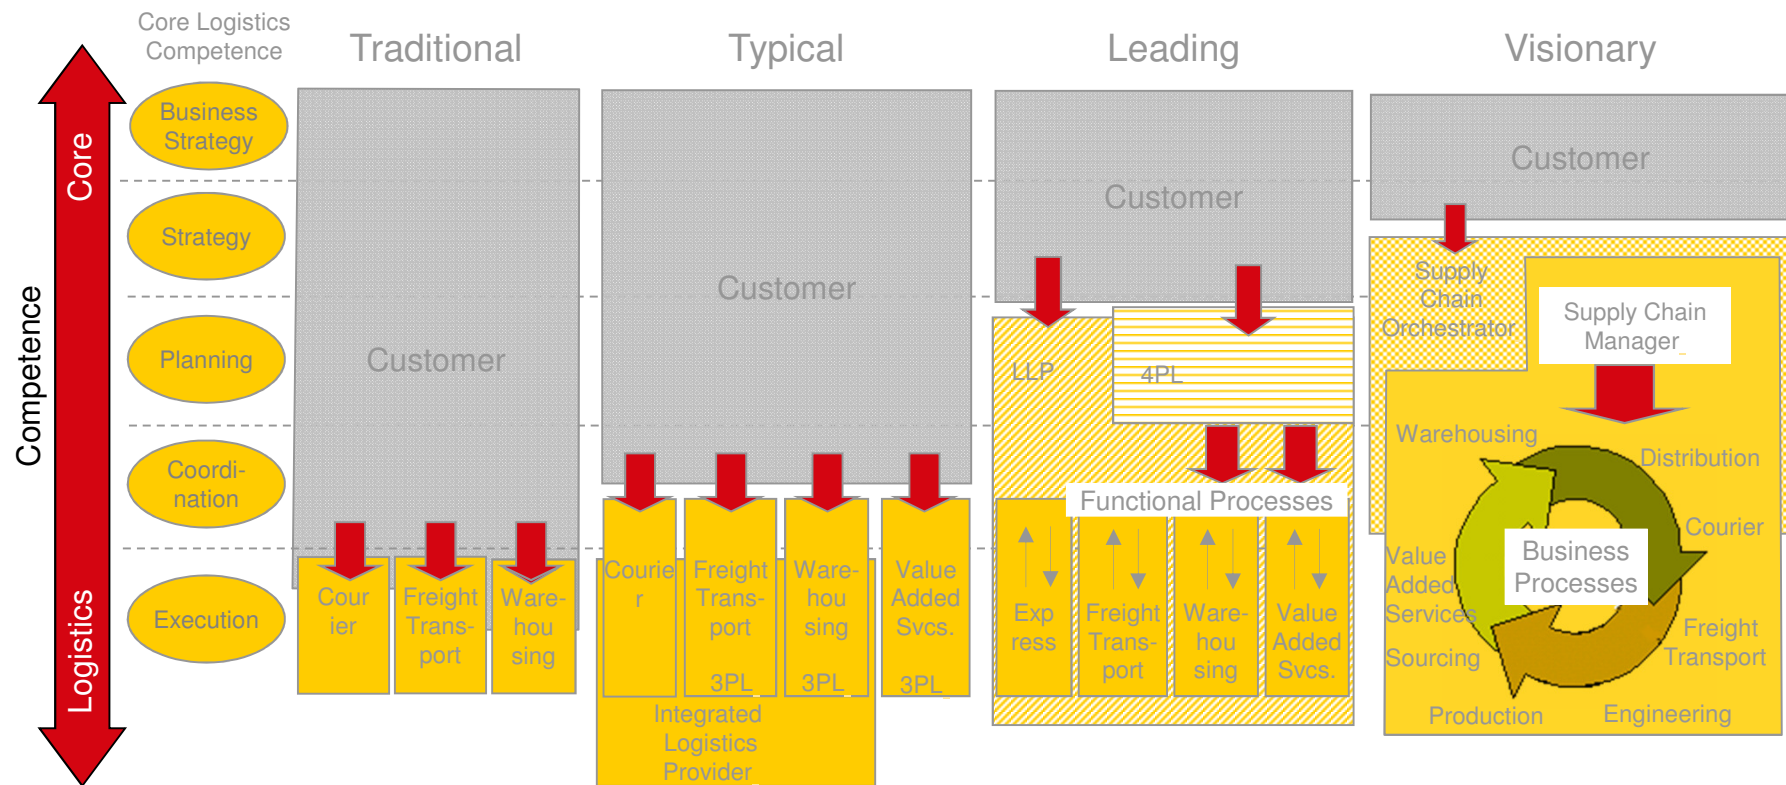 Core Logistics
Competence
Traditional
Typical
Leading
Visionary
Core
Competence
Logistics
Business
Strategy
Strategy
Planning
Coordi-
nation
Execution
Customer
Cour
ier
Freight
Trans-
port
Ware-
hou
sing
Customer
Courie
r
Freight
Trans-
port
3PL
Ware-
hou
sing
3PL
Value
Added
Svcs.
3PL
Integrated
Logistics
Provider
Customer
LLP
4PL
Functional Processes
Exp
ress
Freight
Trans-
port
Ware-
hou
sing
Value
Added
Svcs.
Customer
Supply
Chain
Orchestrator
Supply Chain
Manager
Warehousing
Distribution
Courier
Value
Added
Services
Business
Processes
Freight
Transport
Sourcing
Production
Engineering